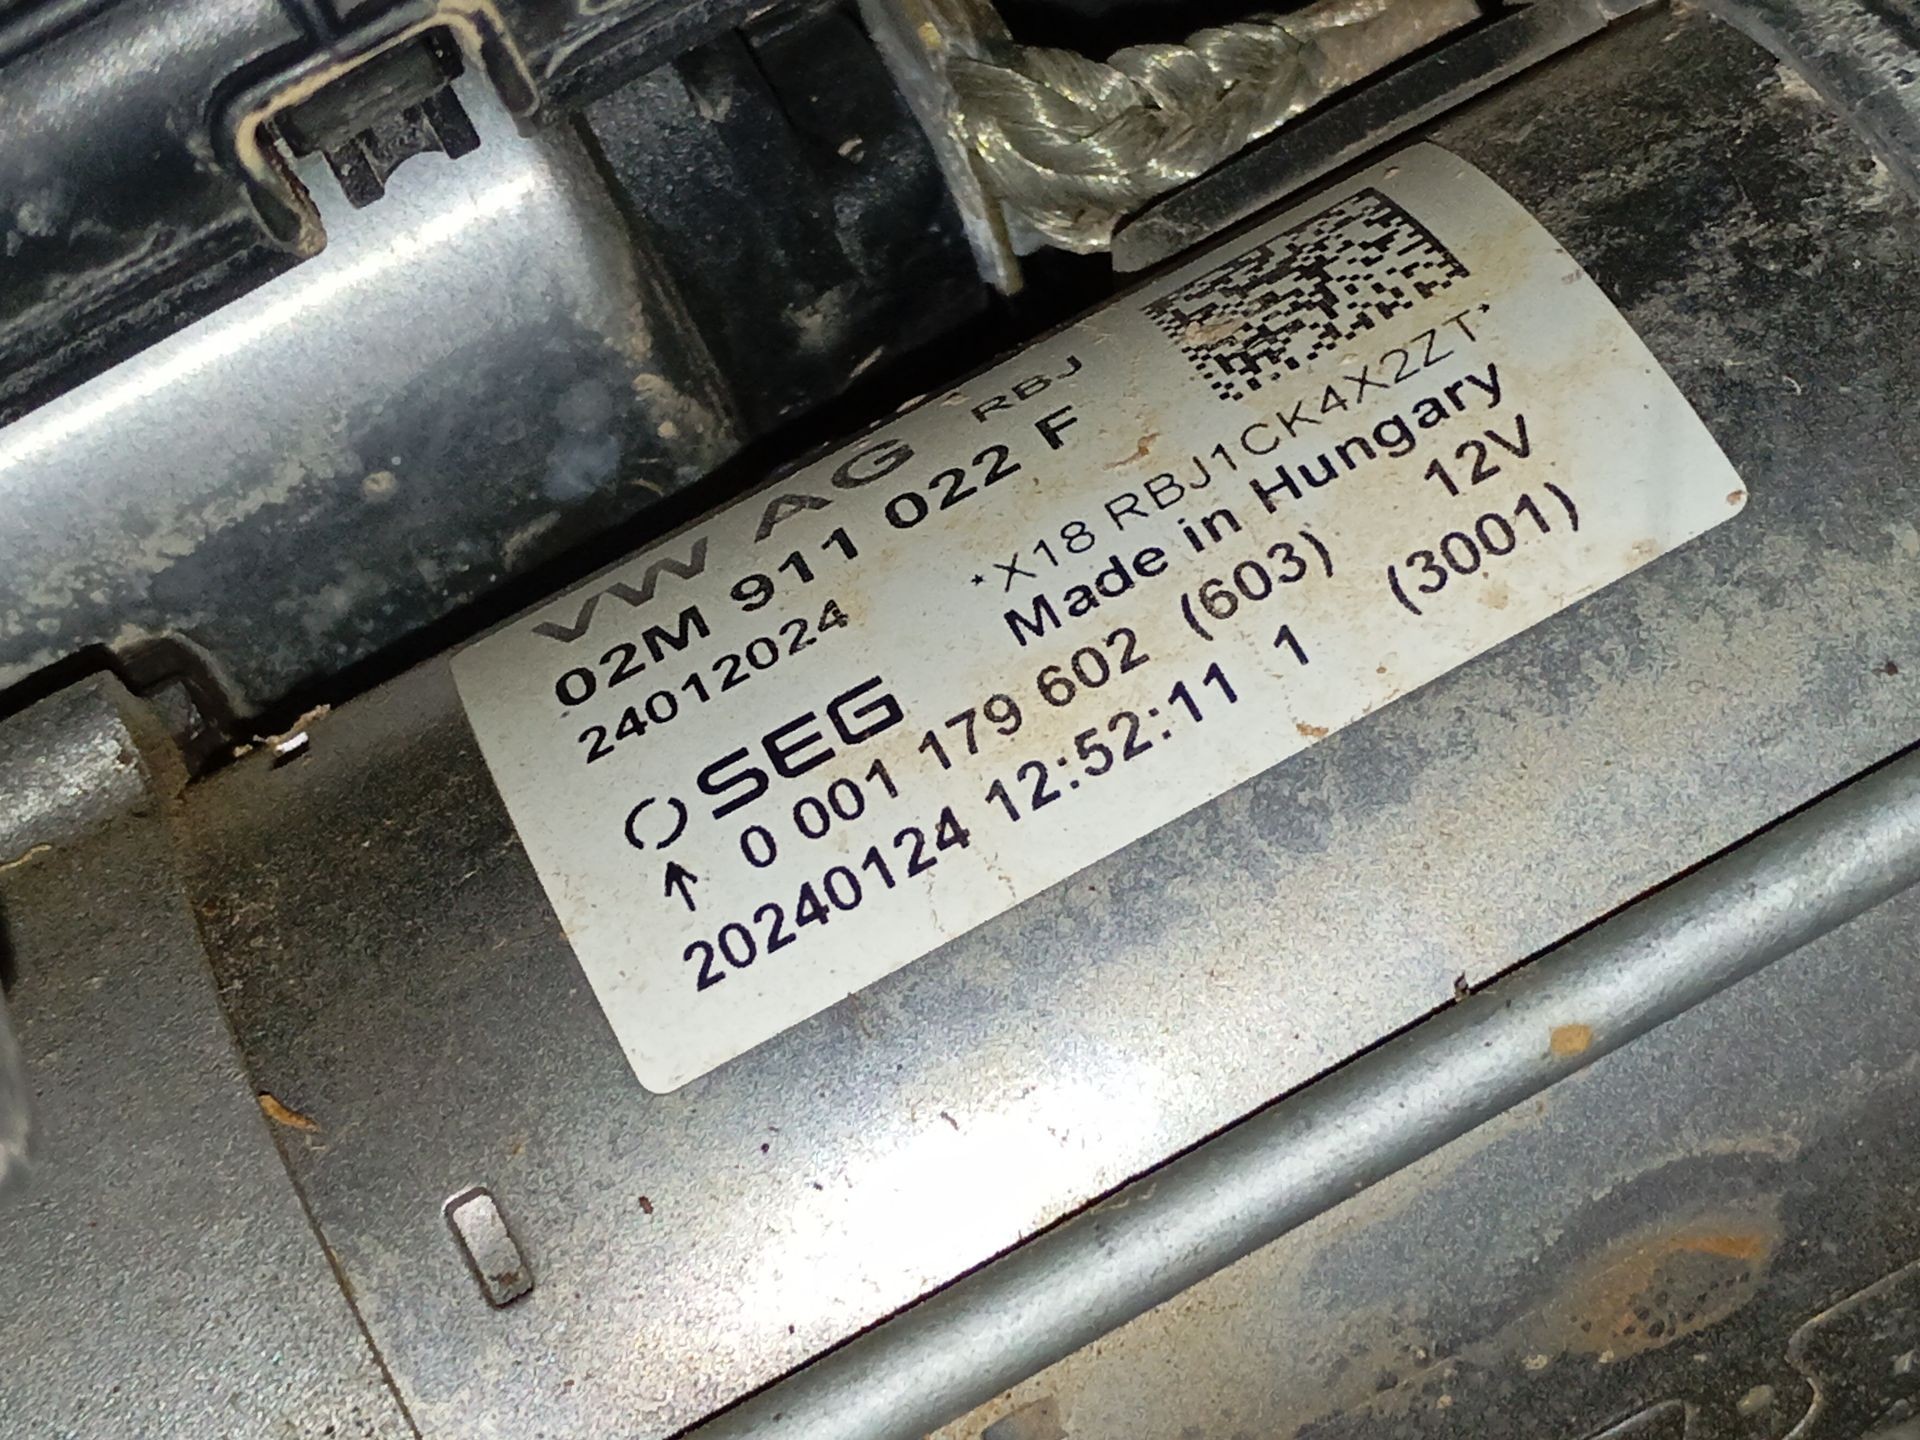 VW AG RBJ
02M 911 022 F
24012024
*X18 RBJ1CK4X2ZT*
SEG Made in Hungary
0 001 179 602 (603) 12V
20240124 12:52:11 1 (3001)